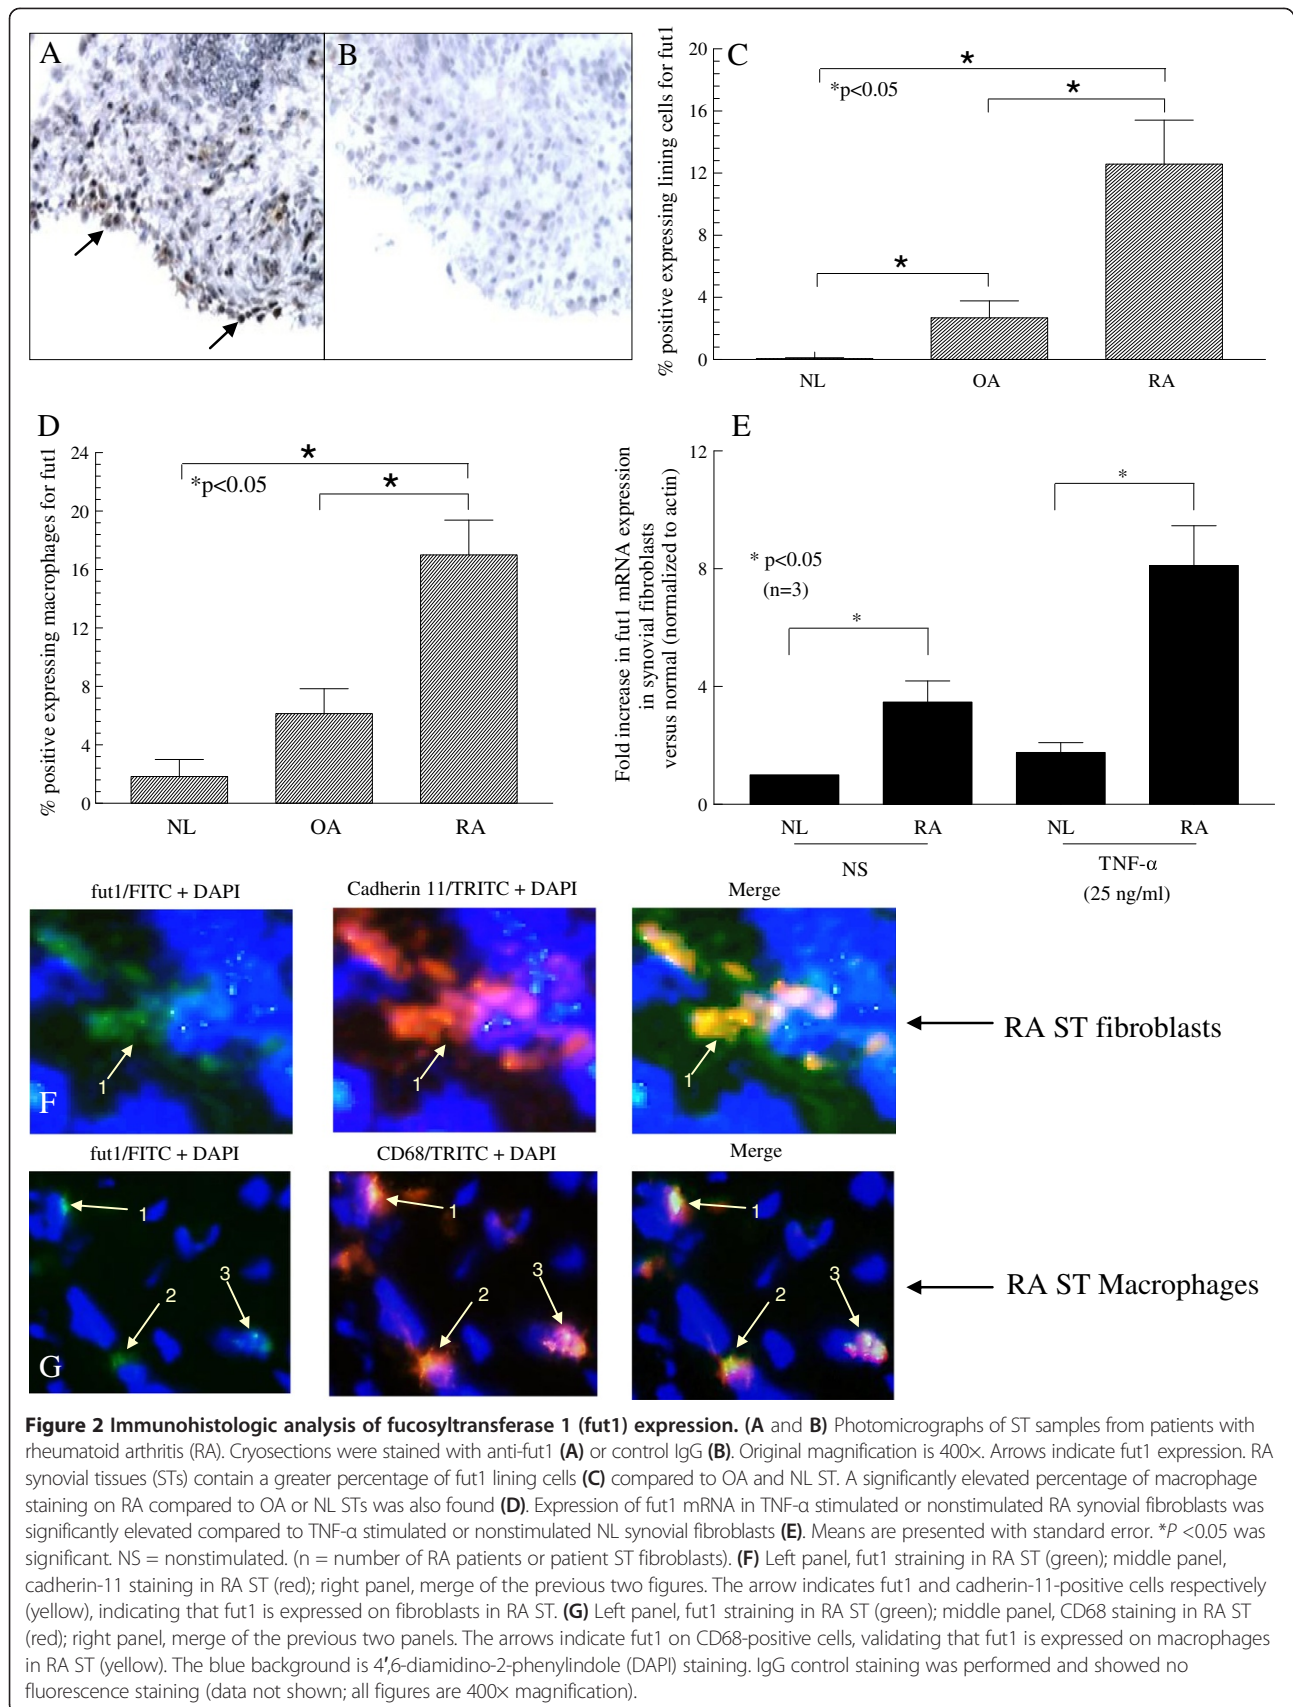 A
B
C
% positive expressing lining cells for fut1
20
16
12
8
4
0
*
*p<0.05
*
*
NL
OA
RA
D
% positive expressing macrophages for fut1
24
20
16
12
8
4
0
*
*p<0.05
*
NL
OA
RA
E
Fold increase in fut1 mRNA expression
in synovial fibroblasts
versus normal (normalized to actin)
12
8
4
0
*
* p<0.05
(n=3)
*
NL
RA
NL
RA
NS
TNF-α
(25 ng/ml)
fut1/FITC + DAPI
Cadherin 11/TRITC + DAPI
Merge
1
1
1
F
RA ST fibroblasts
fut1/FITC + DAPI
CD68/TRITC + DAPI
Merge
1
2
3
1
2
3
1
2
3
G
RA ST Macrophages
Figure 2 Immunohistologic analysis of fucosyltransferase 1 (fut1) expression. (A and B) Photomicrographs of ST samples from patients with
rheumatoid arthritis (RA). Cryosections were stained with anti-fut1 (A) or control IgG (B). Original magnification is 400×. Arrows indicate fut1 expression. RA
synovial tissues (STs) contain a greater percentage of fut1 lining cells (C) compared to OA and NL ST. A significantly elevated percentage of macrophage
staining on RA compared to OA or NL STs was also found (D). Expression of fut1 mRNA in TNF-α stimulated or nonstimulated RA synovial fibroblasts was
significantly elevated compared to TNF-α stimulated or nonstimulated NL synovial fibroblasts (E). Means are presented with standard error. *P <0.05 was
significant. NS = nonstimulated. (n = number of RA patients or patient ST fibroblasts). (F) Left panel, fut1 straining in RA ST (green); middle panel,
cadherin-11 staining in RA ST (red); right panel, merge of the previous two figures. The arrow indicates fut1 and cadherin-11-positive cells respectively
(yellow), indicating that fut1 is expressed on fibroblasts in RA ST. (G) Left panel, fut1 straining in RA ST (green); middle panel, CD68 staining in RA ST
(red); right panel, merge of the previous two panels. The arrows indicate fut1 on CD68-positive cells, validating that fut1 is expressed on macrophages
in RA ST (yellow). The blue background is 4′,6-diamidino-2-phenylindole (DAPI) staining. IgG control staining was performed and showed no
fluorescence staining (data not shown; all figures are 400× magnification).